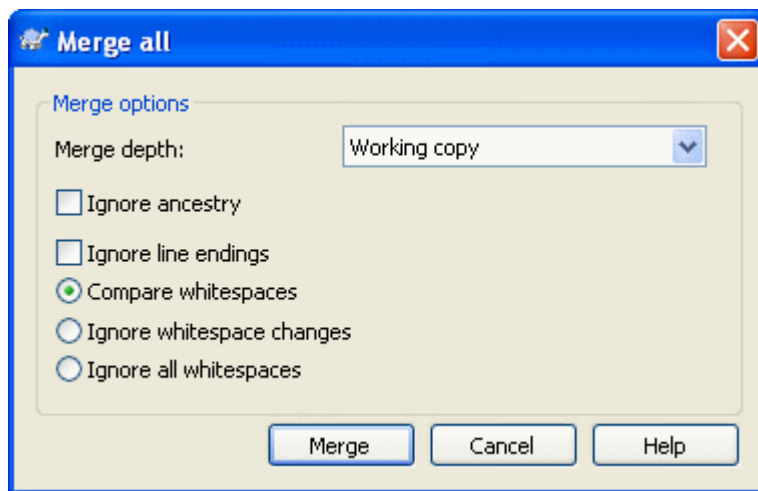 Merge all
Merge options
Merge depth: Working copy
Ignore ancestry
Ignore line endings
Compare whitespaces
Ignore whitespace changes
Ignore all whitespaces
Merge Cancel Help